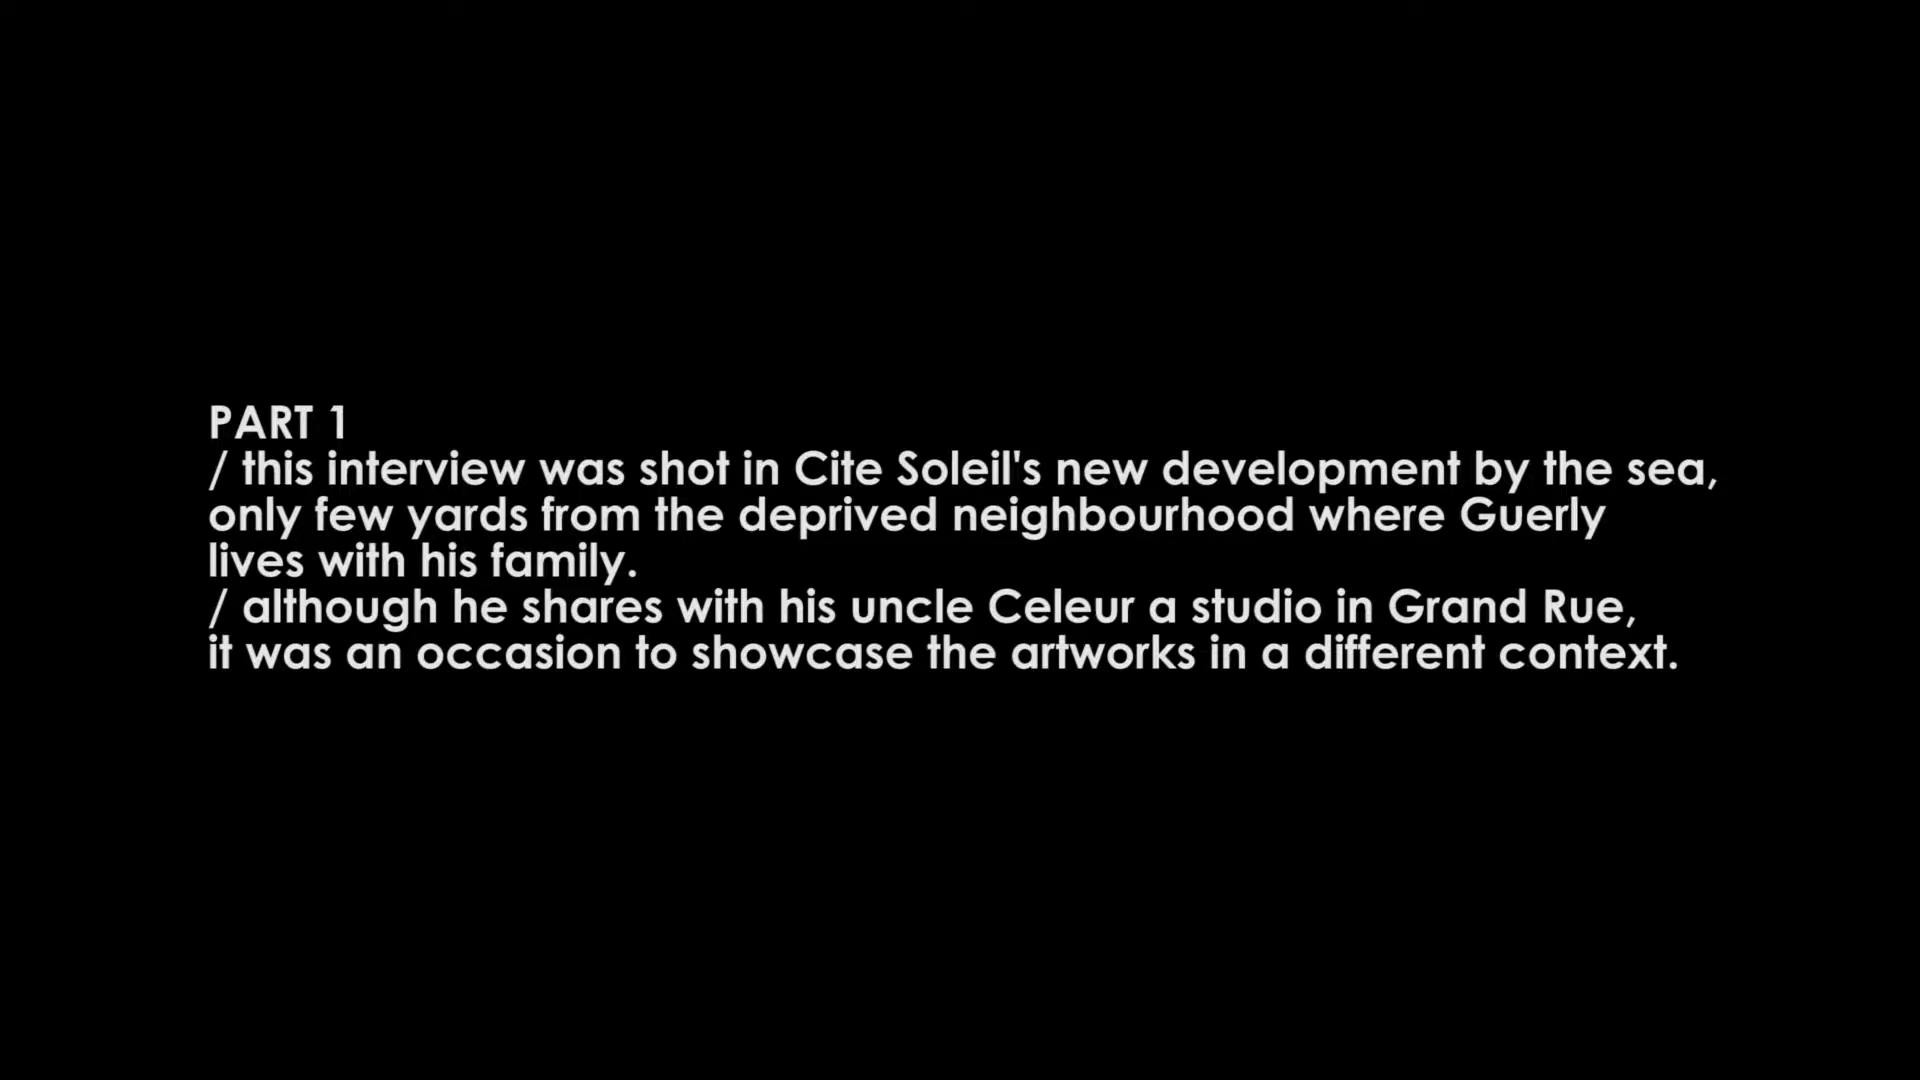 PART 1
/ this interview was shot in Cite Soleil's new development by the sea,
only few yards from the deprived neighbourhood where Guerly
lives with his family.
/ although he shares with his uncle Celeur a studio in Grand Rue,
it was an occasion to showcase the artworks in a different context.